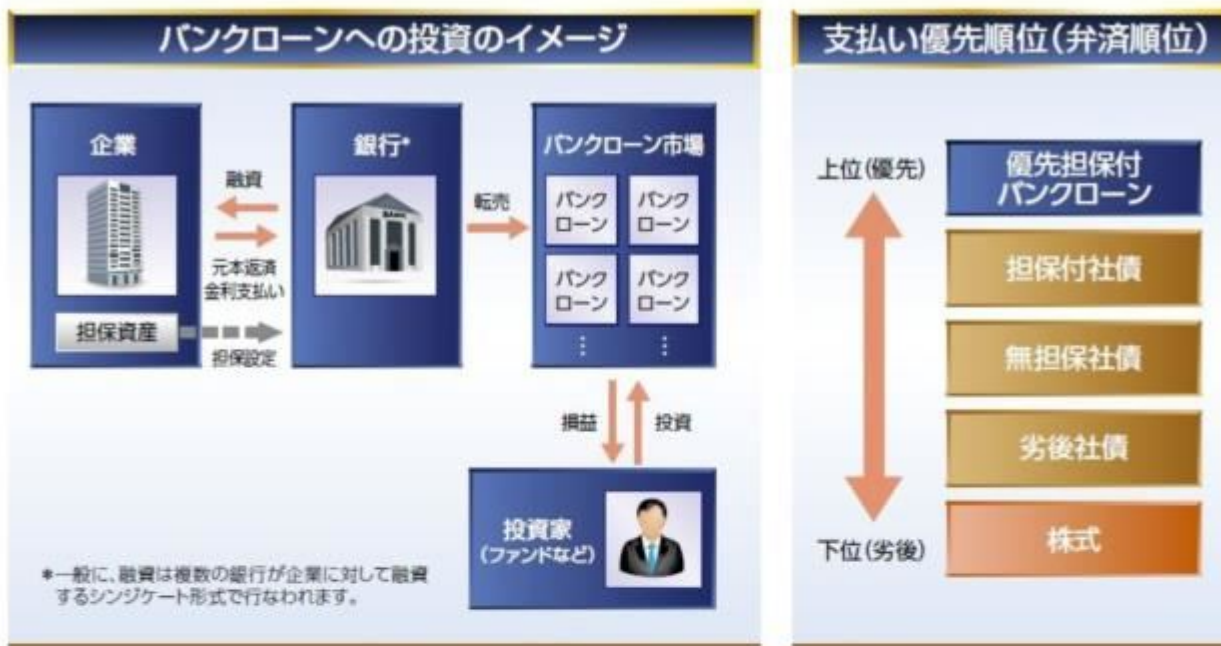 バンクローンへの投資のイメージ
企業
融資
元本返済
金利支払い
担保資産
担保設定
銀行*
BANK
転売
バンクローン市場
バンク
ローン
バンク
ローン
バンク
ローン
バンク
ローン
⋮ ⋮
損益
投資
投資家
(ファンドなど)
*一般に、融資は複数の銀行が企業に対して融資
するシンジケート形式で行なわれます。
支払い優先順位(弁済順位)
上位(優先)
下位(劣後)
優先担保付
バンクローン
担保付社債
無担保社債
劣後社債
株式